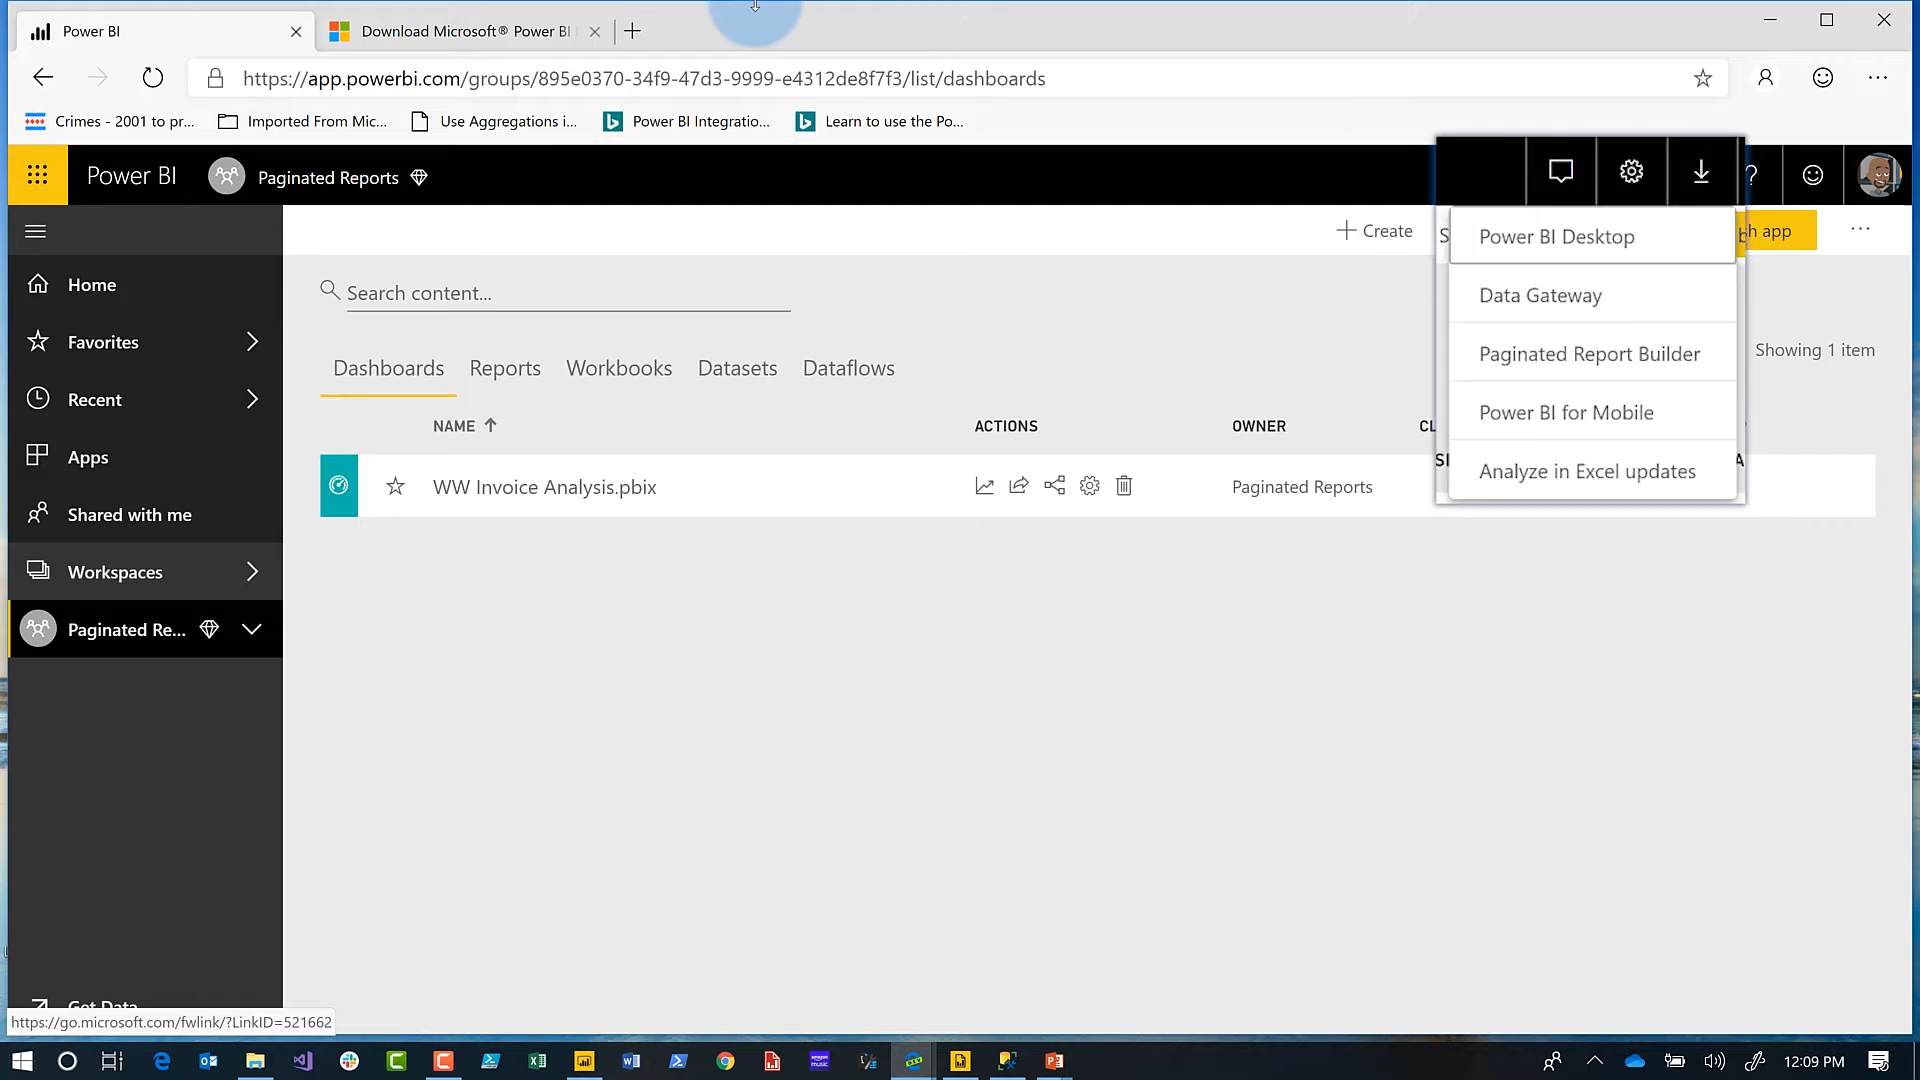 Power BI
Download Microsoft® Power BI
https://app.powerbi.com/groups/895e0370-34f9-47d3-9999-e4312de8f7f3/list/dashboards
Crimes - 2001 to pr...
Imported From Mic...
Use Aggregations i...
Power BI Integratio...
Learn to use the Po...
Power BI
Paginated Reports
?
Create
S
h app
...
Power BI Desktop
Data Gateway
Paginated Report Builder
Power BI for Mobile
Analyze in Excel updates
Home
Favorites
Recent
Apps
Shared with me
Workspaces
Paginated Re...
Search content...
Showing 1 item
Dashboards
Reports
Workbooks
Datasets
Dataflows
NAME
ACTIONS
OWNER
CL
SI
A
WW Invoice Analysis.pbix
Paginated Reports
Get Data
https://go.microsoft.com/fwlink/?LinkID=521662
12:09 PM